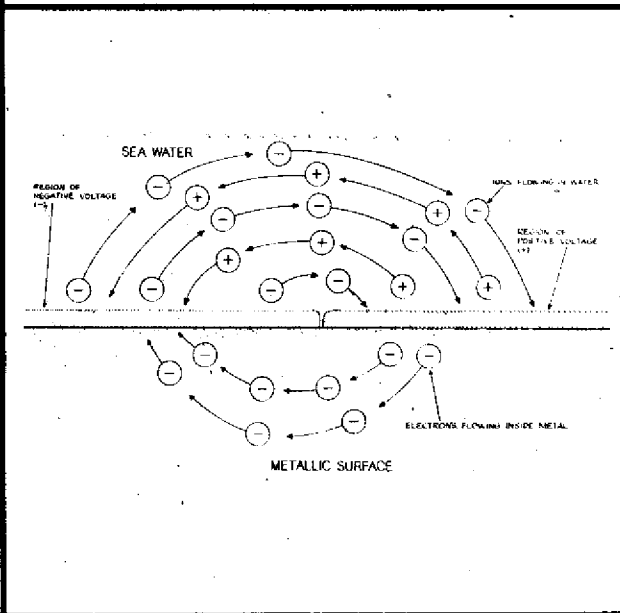 SEA WATER
REGION OF
NEGATIVE VOLTAGE
(-)
IONS FLOWING IN WATER
REGION OF
POSITIVE VOLTAGE
(+)
ELECTRONS FLOWING INSIDE METAL
METALLIC SURFACE